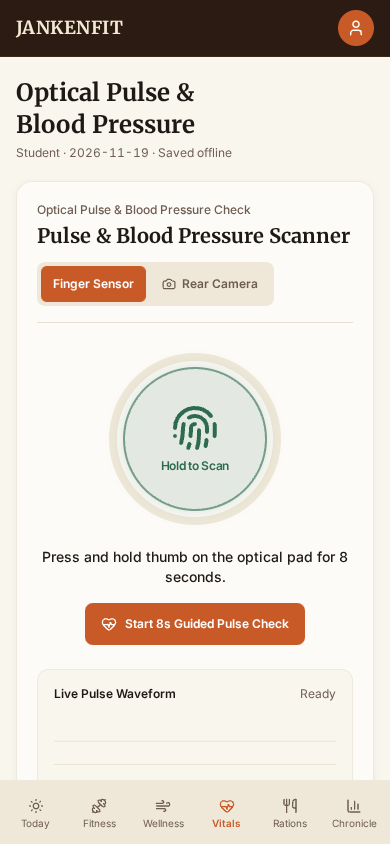 JANKENFIT
Optical Pulse &
Blood Pressure
Student · 2026-11-19 · Saved offline
Optical Pulse & Blood Pressure Check
Pulse & Blood Pressure Scanner
Finger Sensor
Rear Camera
Hold to Scan
Press and hold thumb on the optical pad for 8
seconds.
Start 8s Guided Pulse Check
Live Pulse Waveform
Ready
Today
Fitness
Wellness
Vitals
Rations
Chronicle